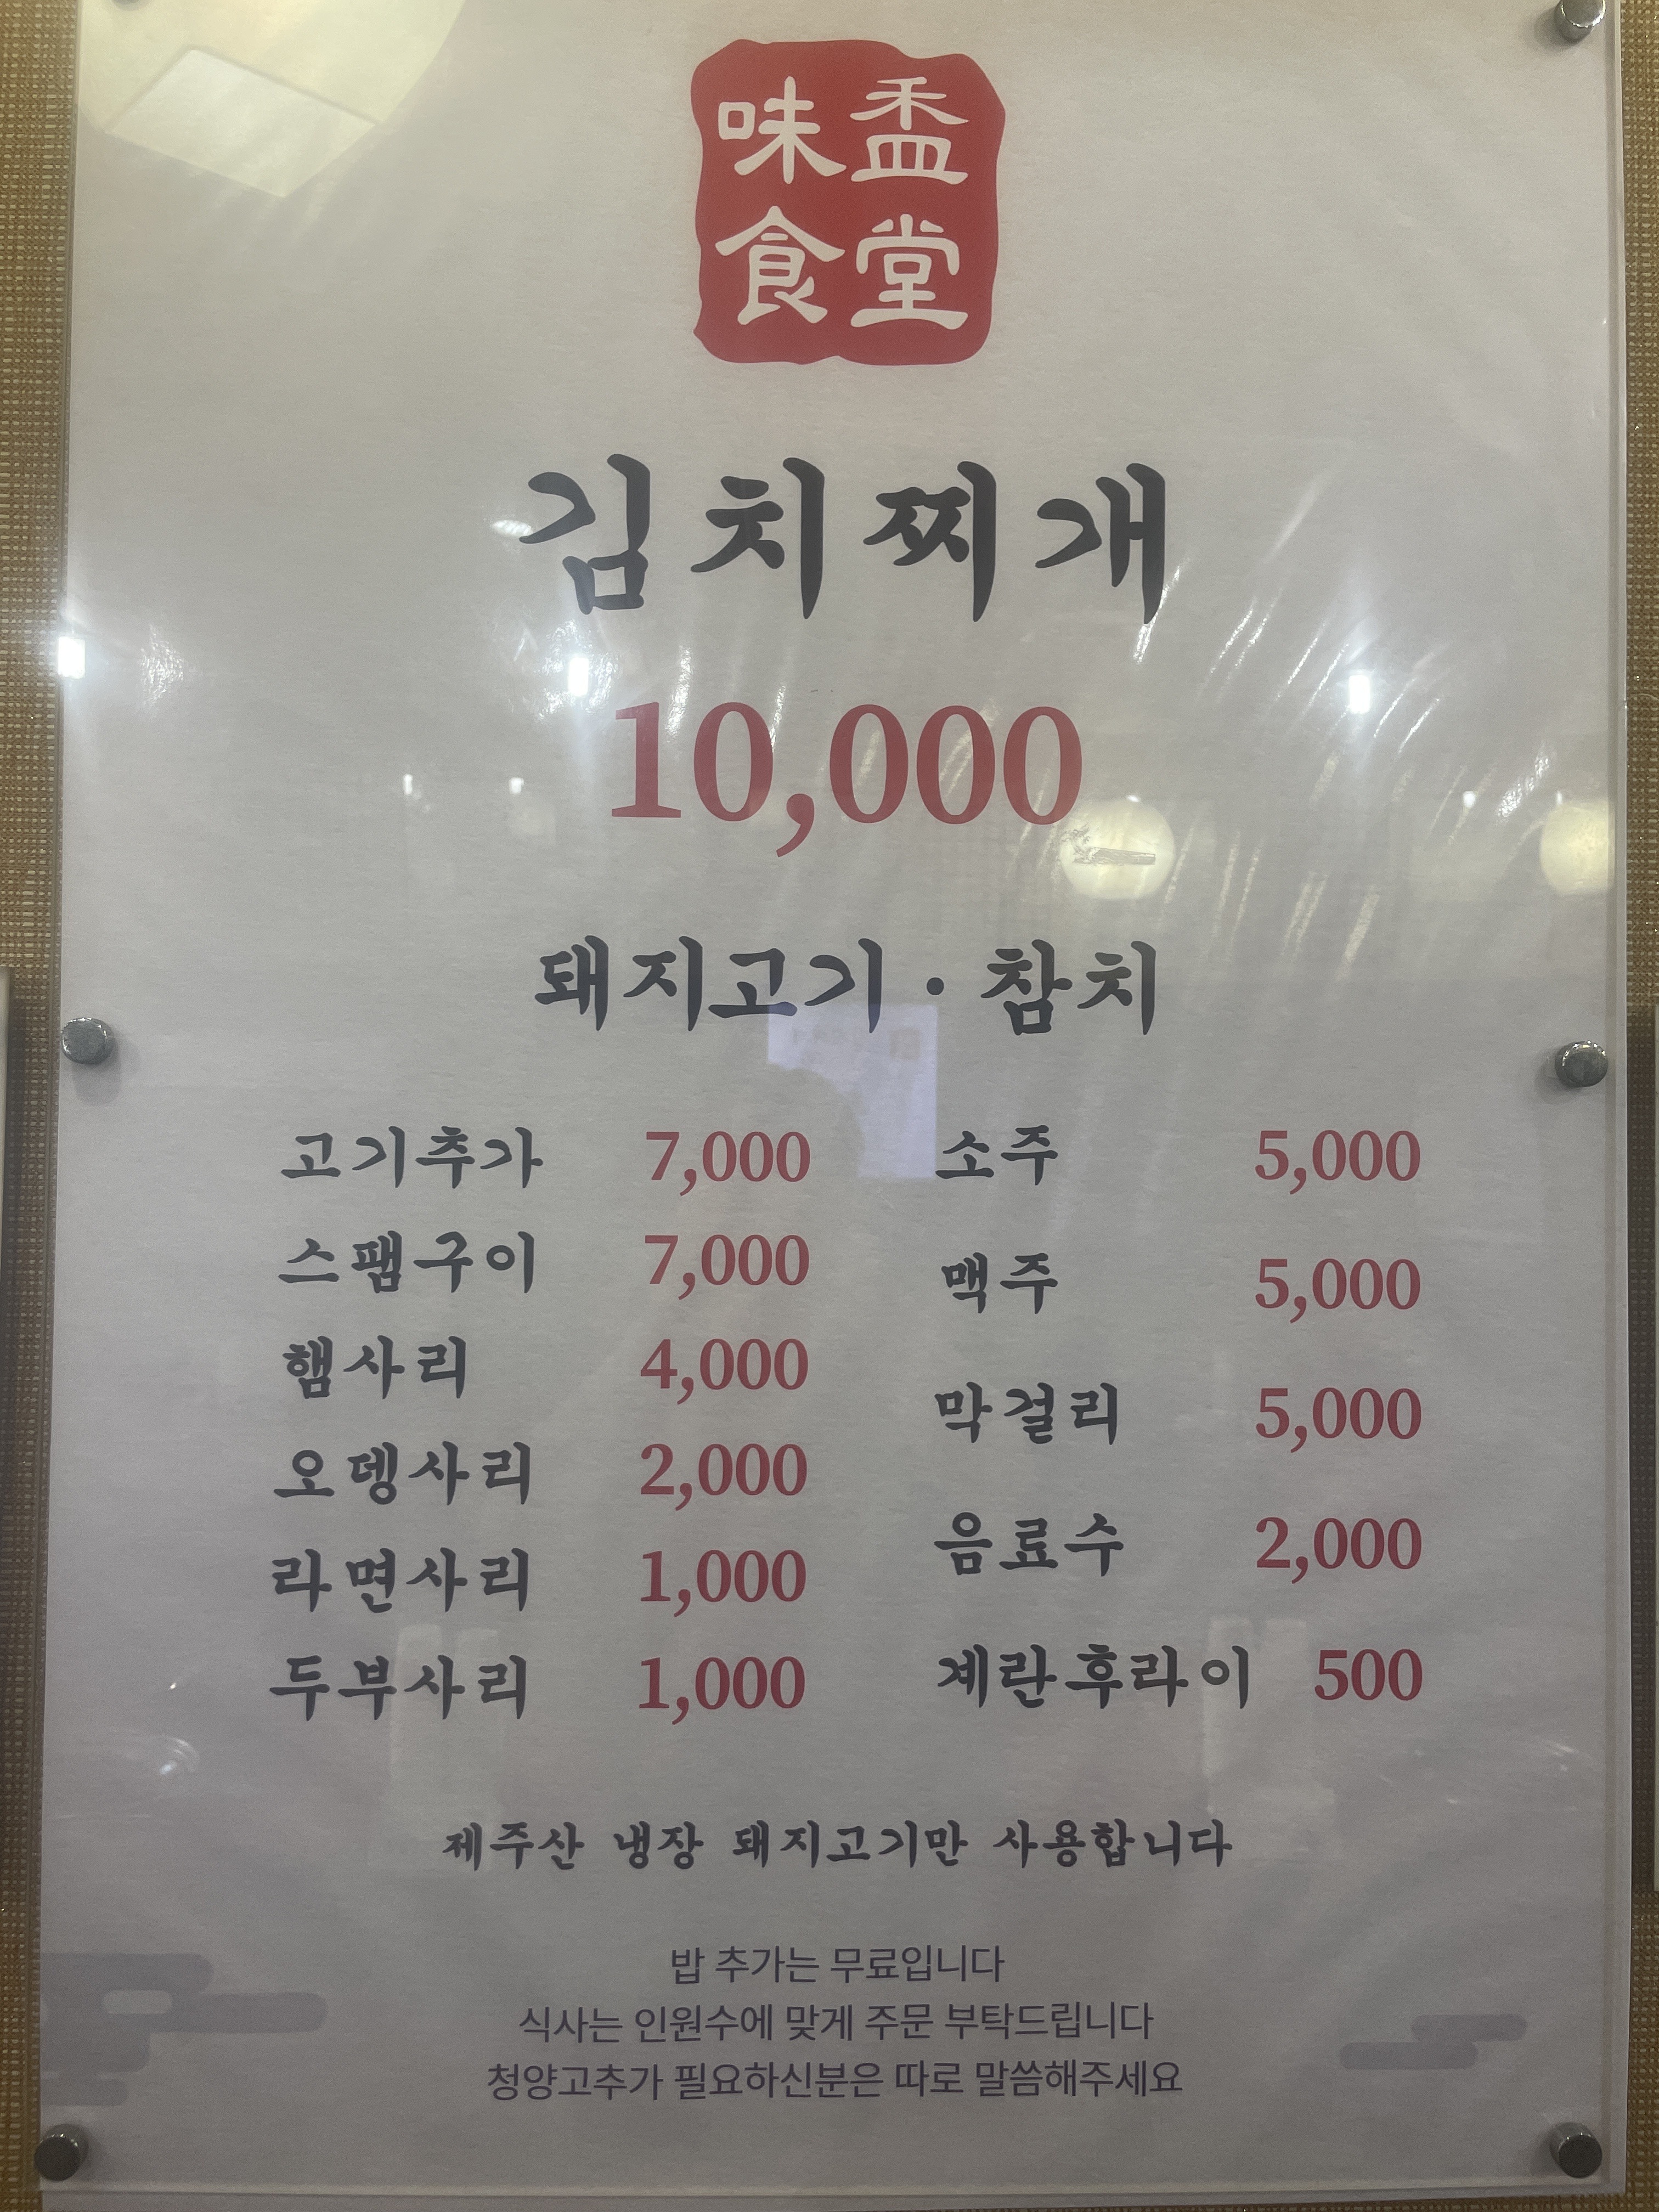 味盉
食堂
김치찌개
10,000
돼지고기 · 참치
고기추가 7,000
스팸구이 7,000
햄사리 4,000
오뎅사리 2,000
라면사리 1,000
두부사리 1,000
소주 5,000
맥주 5,000
막걸리 5,000
음료수 2,000
계란후라이 500
제주산 냉장 돼지고기만 사용합니다
밥 추가는 무료입니다
식사는 인원수에 맞게 주문 부탁드립니다
청양고추가 필요하신분은 따로 말씀해주세요